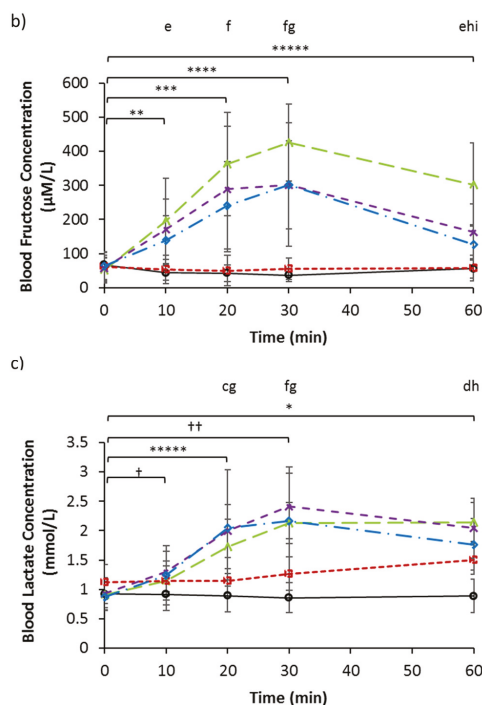 b)
e f fg ehi
*****
****
***
**
Blood Fructose Concentration
(µM/L)
600
500
400
300
200
100
0
0 10 20 30 40 50 60
Time (min)
c)
cg fg dh
*
††
*****
†
Blood Lactate Concentration
(mmol/L)
3.5
3
2.5
2
1.5
1
0.5
0
0 10 20 30 40 50 60
Time (min)